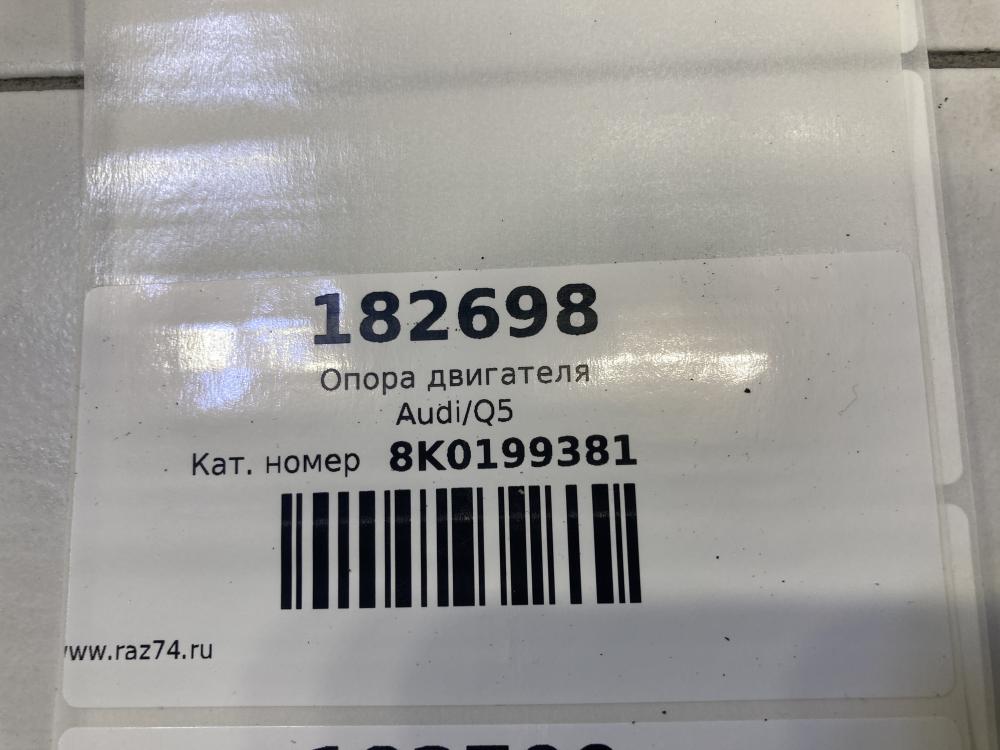 182698
Опора двигателя
Audi/Q5
Кат. номер 8K0199381
www.raz74.ru